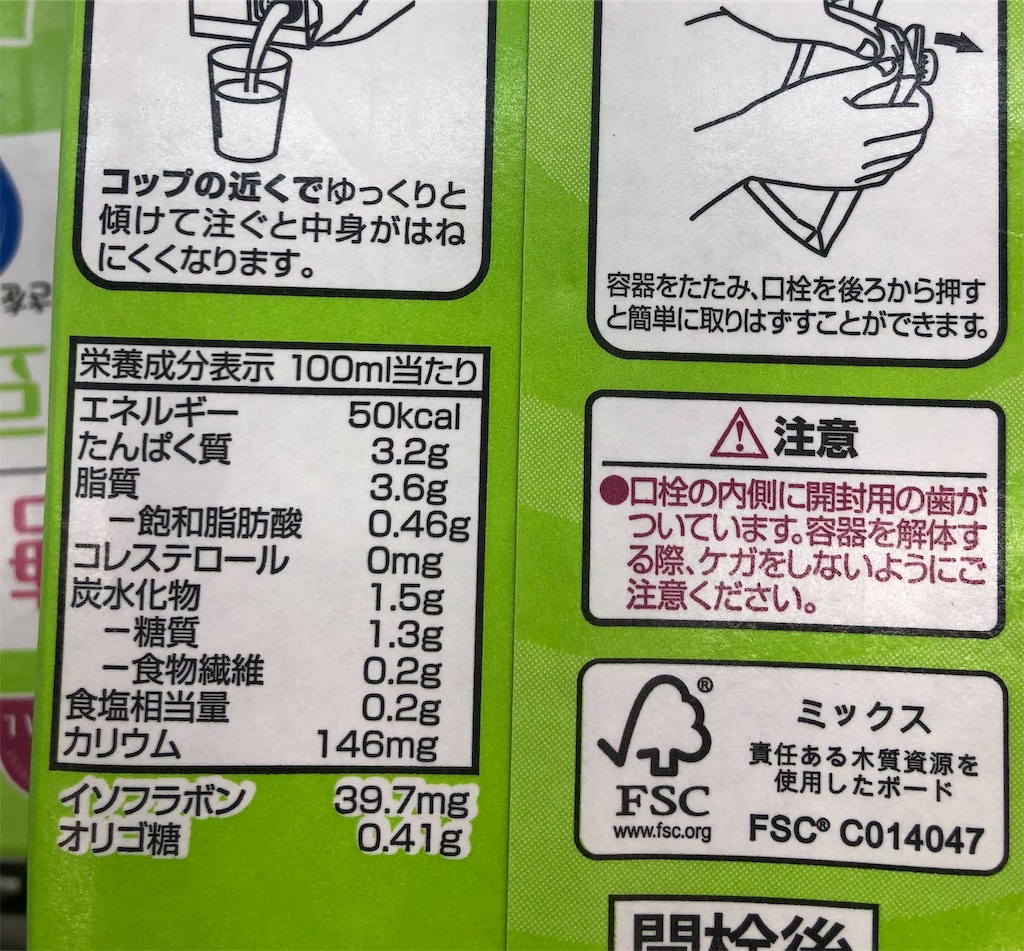 コップの近くでゆっくりと
傾けて注ぐと中身がはね
にくくなります。
栄養成分表示 100ml当たり
エネルギー 50kcal
たんぱく質 3.2g
脂質 3.6g
－飽和脂肪酸 0.46g
コレステロール 0mg
炭水化物 1.5g
－糖質 1.3g
－食物繊維 0.2g
食塩相当量 0.2g
カリウム 146mg
イソフラボン 39.7mg
オリゴ糖 0.41g
容器をたたみ、口栓を後ろから押す
と簡単に取りはずすことができます。
注意
●口栓の内側に開封用の歯が
ついています。容器を解体す
る際、ケガをしないようにご
注意ください。
®
ミックス
責任ある木質資源を
使用したボード
FSC
www.fsc.org
FSC® C014047
開栓後